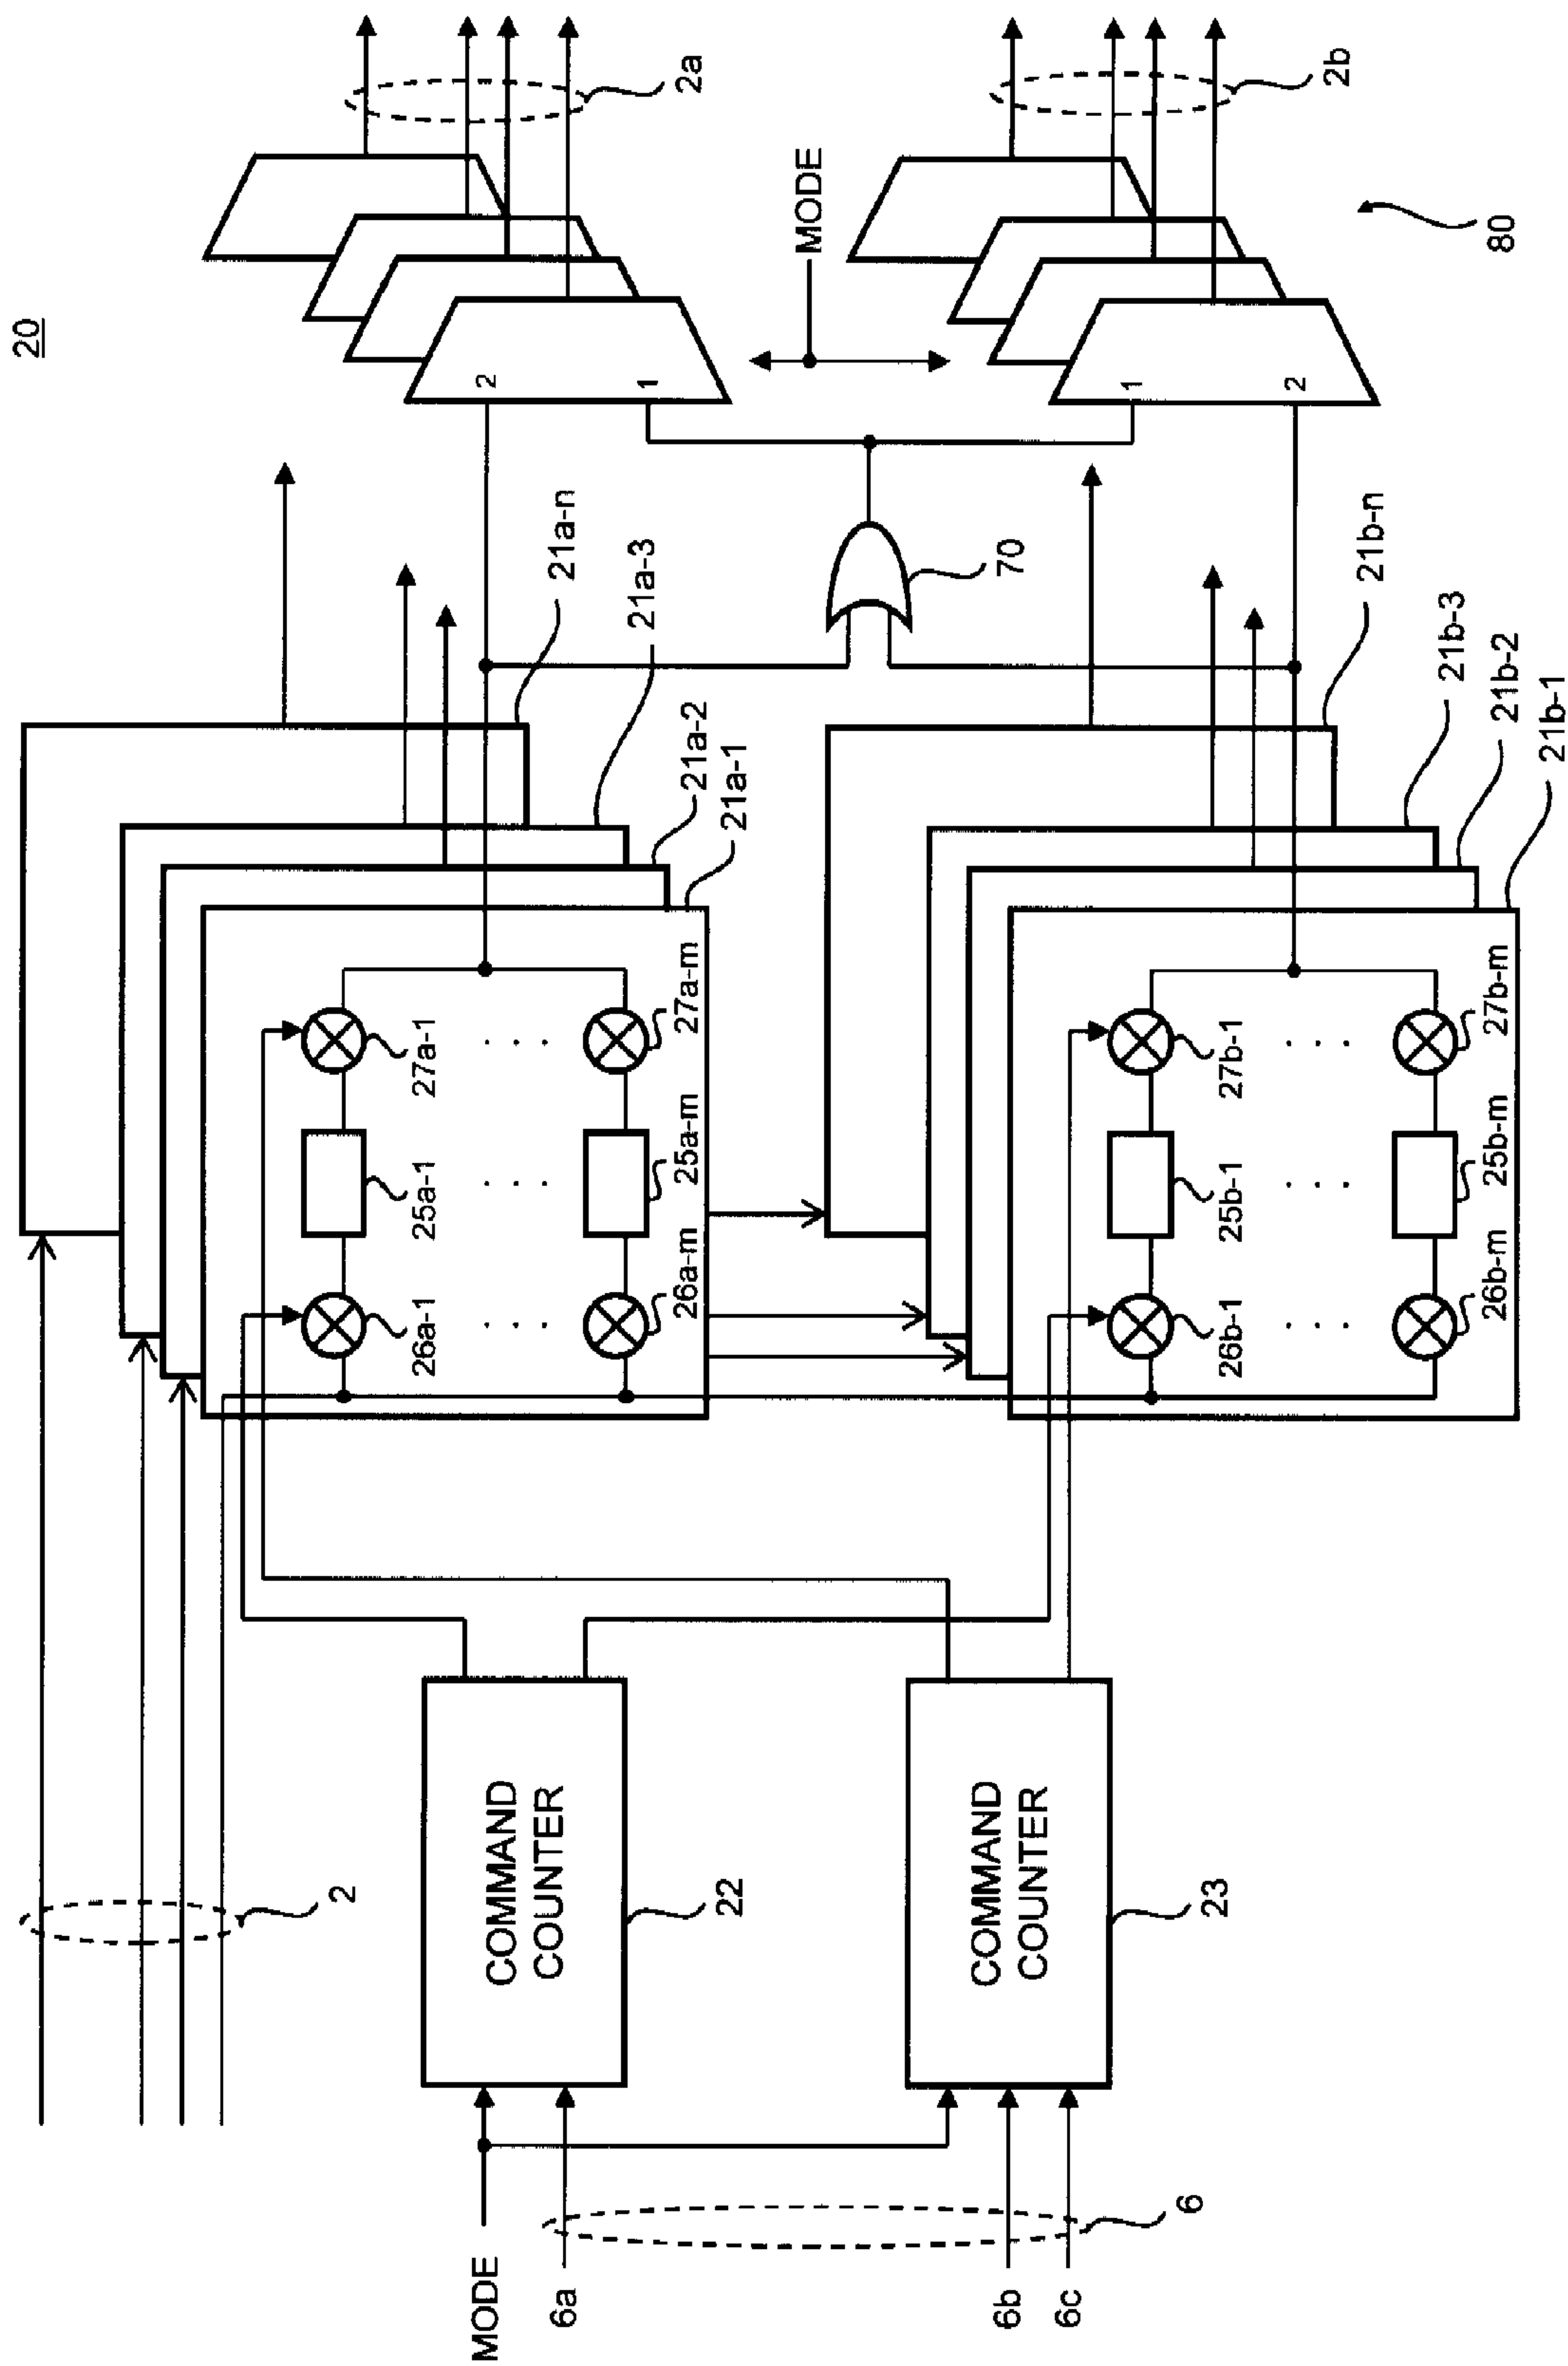 20
2
21a-n
21a-3
21a-2
21a-1
26a-1
25a-1
27a-1
. . .
. . .
. . .
26a-m
25a-m
27a-m
2
1
2a
MODE
COMMAND
COUNTER
22
MODE
6a
70
COMMAND
COUNTER
23
6b
6c
6
21b-n
21b-3
21b-2
21b-1
26b-1
25b-1
27b-1
. . .
. . .
. . .
26b-m
25b-m
27b-m
1
2
2b
80